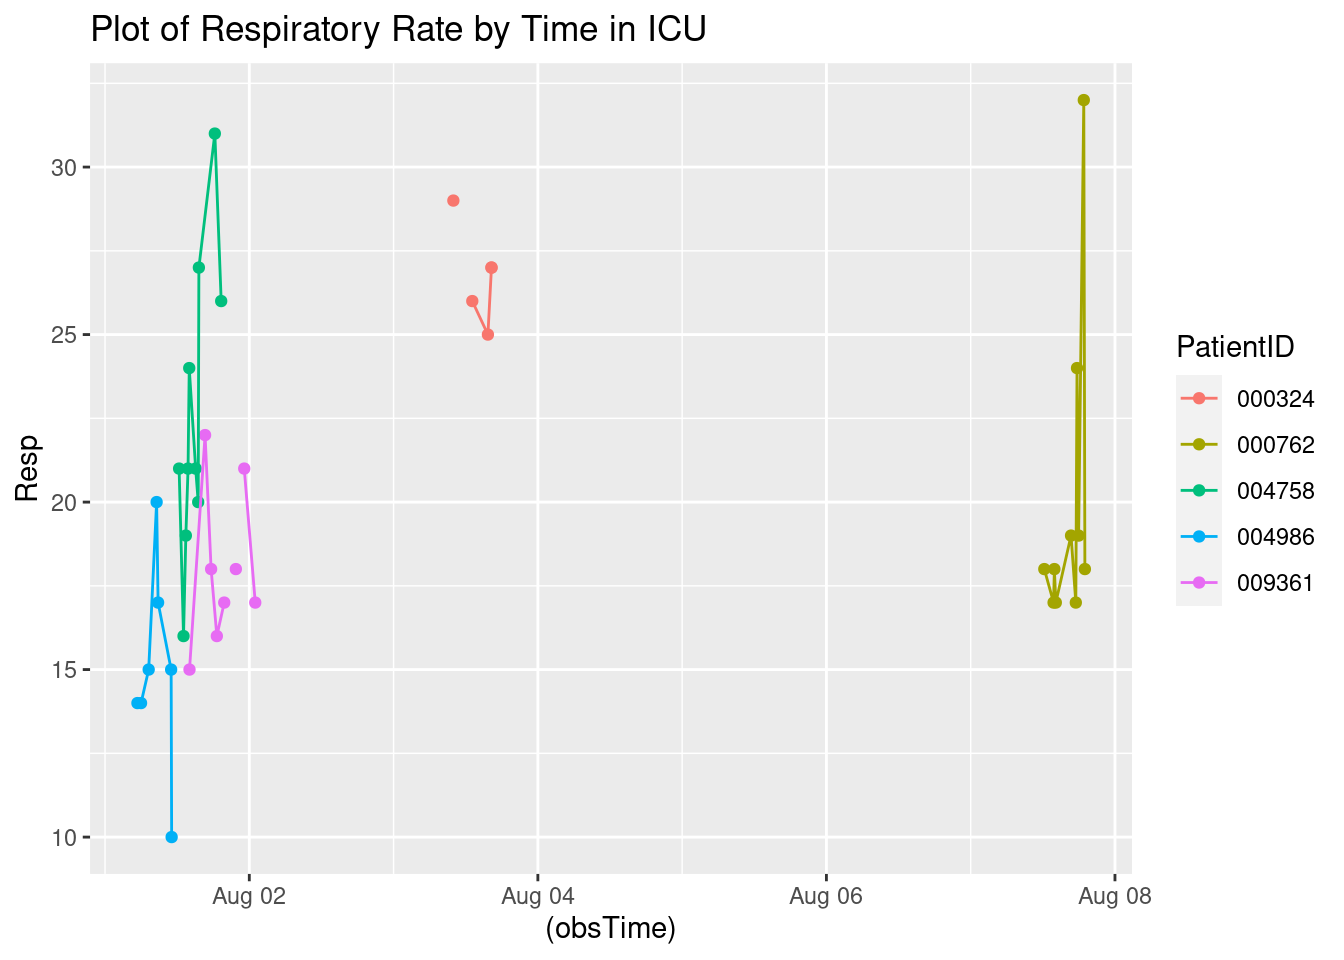 Plot of Respiratory Rate by Time in ICU
Resp
30
25
20
15
10
Aug 02 Aug 04 Aug 06 Aug 08
(obsTime)
PatientID
000324
000762
004758
004986
009361